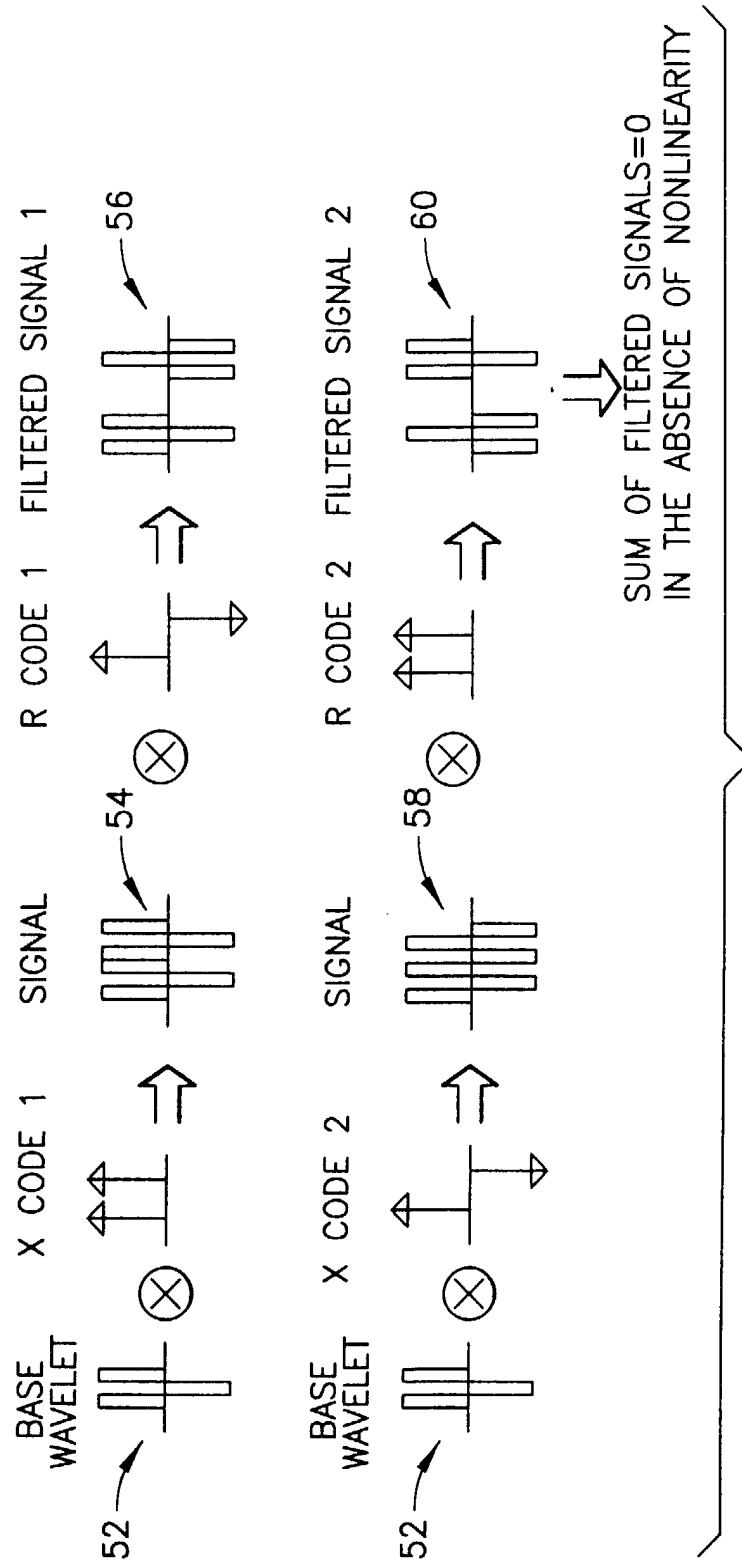 BASE
WAVELET
X CODE 1
SIGNAL
R CODE 1
FILTERED SIGNAL 1
52
54
56
BASE
WAVELET
X CODE 2
R CODE 2
FILTERED SIGNAL 2
52
58
60
SUM OF FILTERED SIGNALS=0
IN THE ABSENCE OF NONLINEARITY